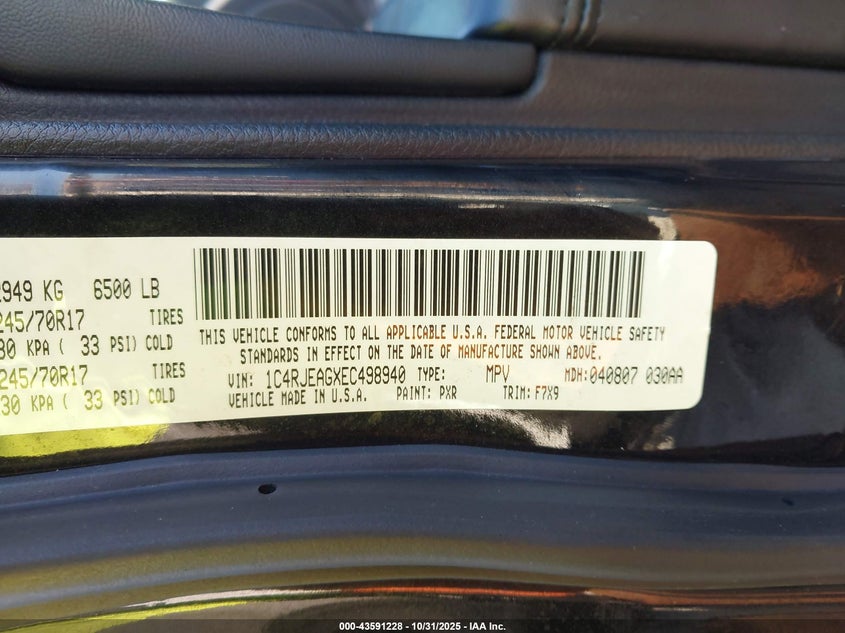 2949 KG 6500 LB
245/70R17 TIRES
30 KPA ( 33 PSI) COLD
245/70R17 TIRES
30 KPA ( 33 PSI) COLD
THIS VEHICLE CONFORMS TO ALL APPLICABLE U.S.A. FEDERAL MOTOR VEHICLE SAFETY
STANDARDS IN EFFECT ON THE DATE OF MANUFACTURE SHOWN ABOVE.
VIN: 1C4RJEAGXEC498940 TYPE: MPV MDH: 040807 030AA
VEHICLE MADE IN U.S.A. PAINT: PXR TRIM: F7X9
000-43591228 - 10/31/2025 - IAA Inc.